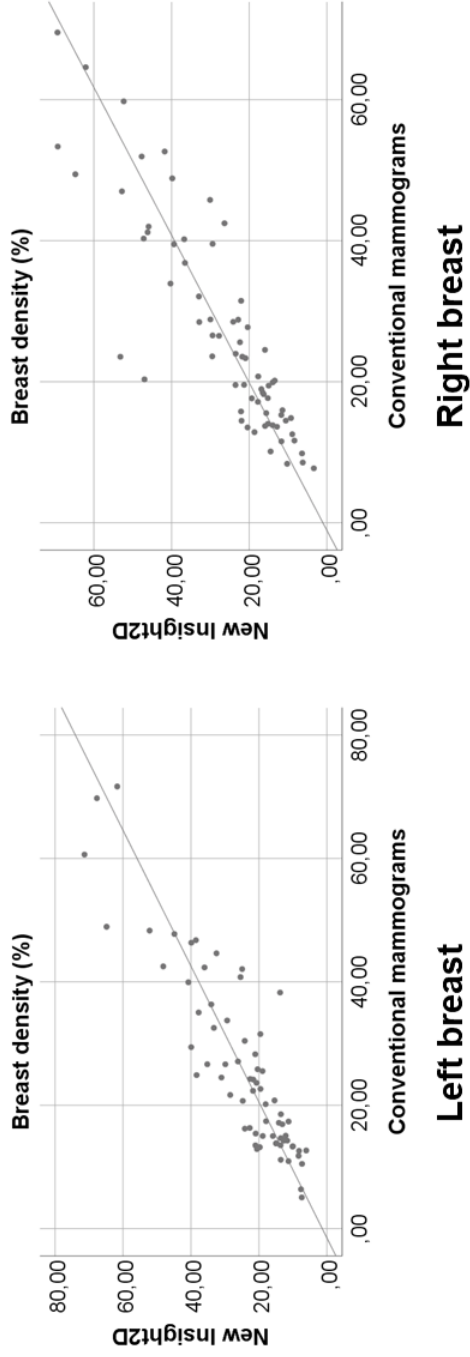 Breast density (%)
80,00
60,00
40,00
20,00
,00
New Insight2D
,00
20,00
40,00
60,00
80,00
Conventional mammograms
Left breast
Breast density (%)
60,00
40,00
20,00
,00
New Insight2D
,00
20,00
40,00
60,00
Conventional mammograms
Right breast